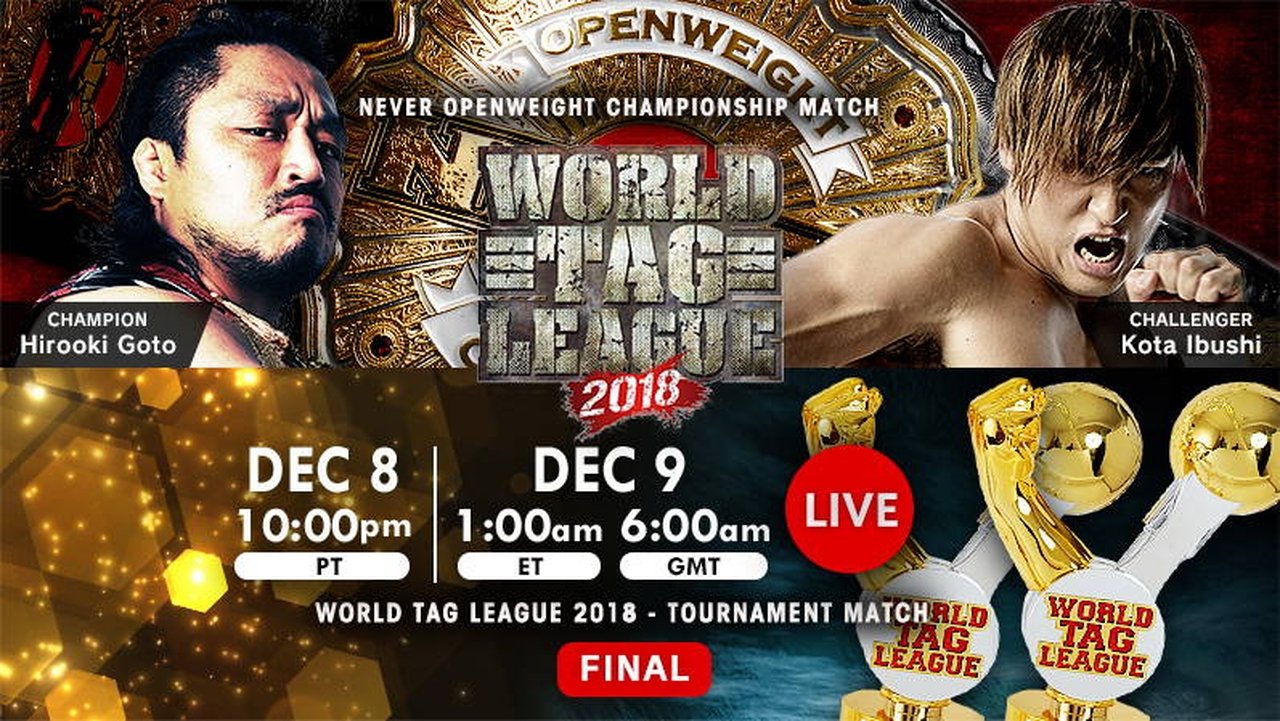 OPENWEIGHT
NEVER OPENWEIGHT CHAMPIONSHIP MATCH
WORLD
TAG
LEAGUE
2018
CHAMPION
Hirooki Goto
CHALLENGER
Kota Ibushi
DEC 8
10:00pm
PT
DEC 9
1:00am 6:00am
ET GMT
LIVE
WORLD TAG LEAGUE 2018 - TOURNAMENT MATCH
FINAL
WORLD
TAG
LEAGUE
WORLD
TAG
LEAGUE